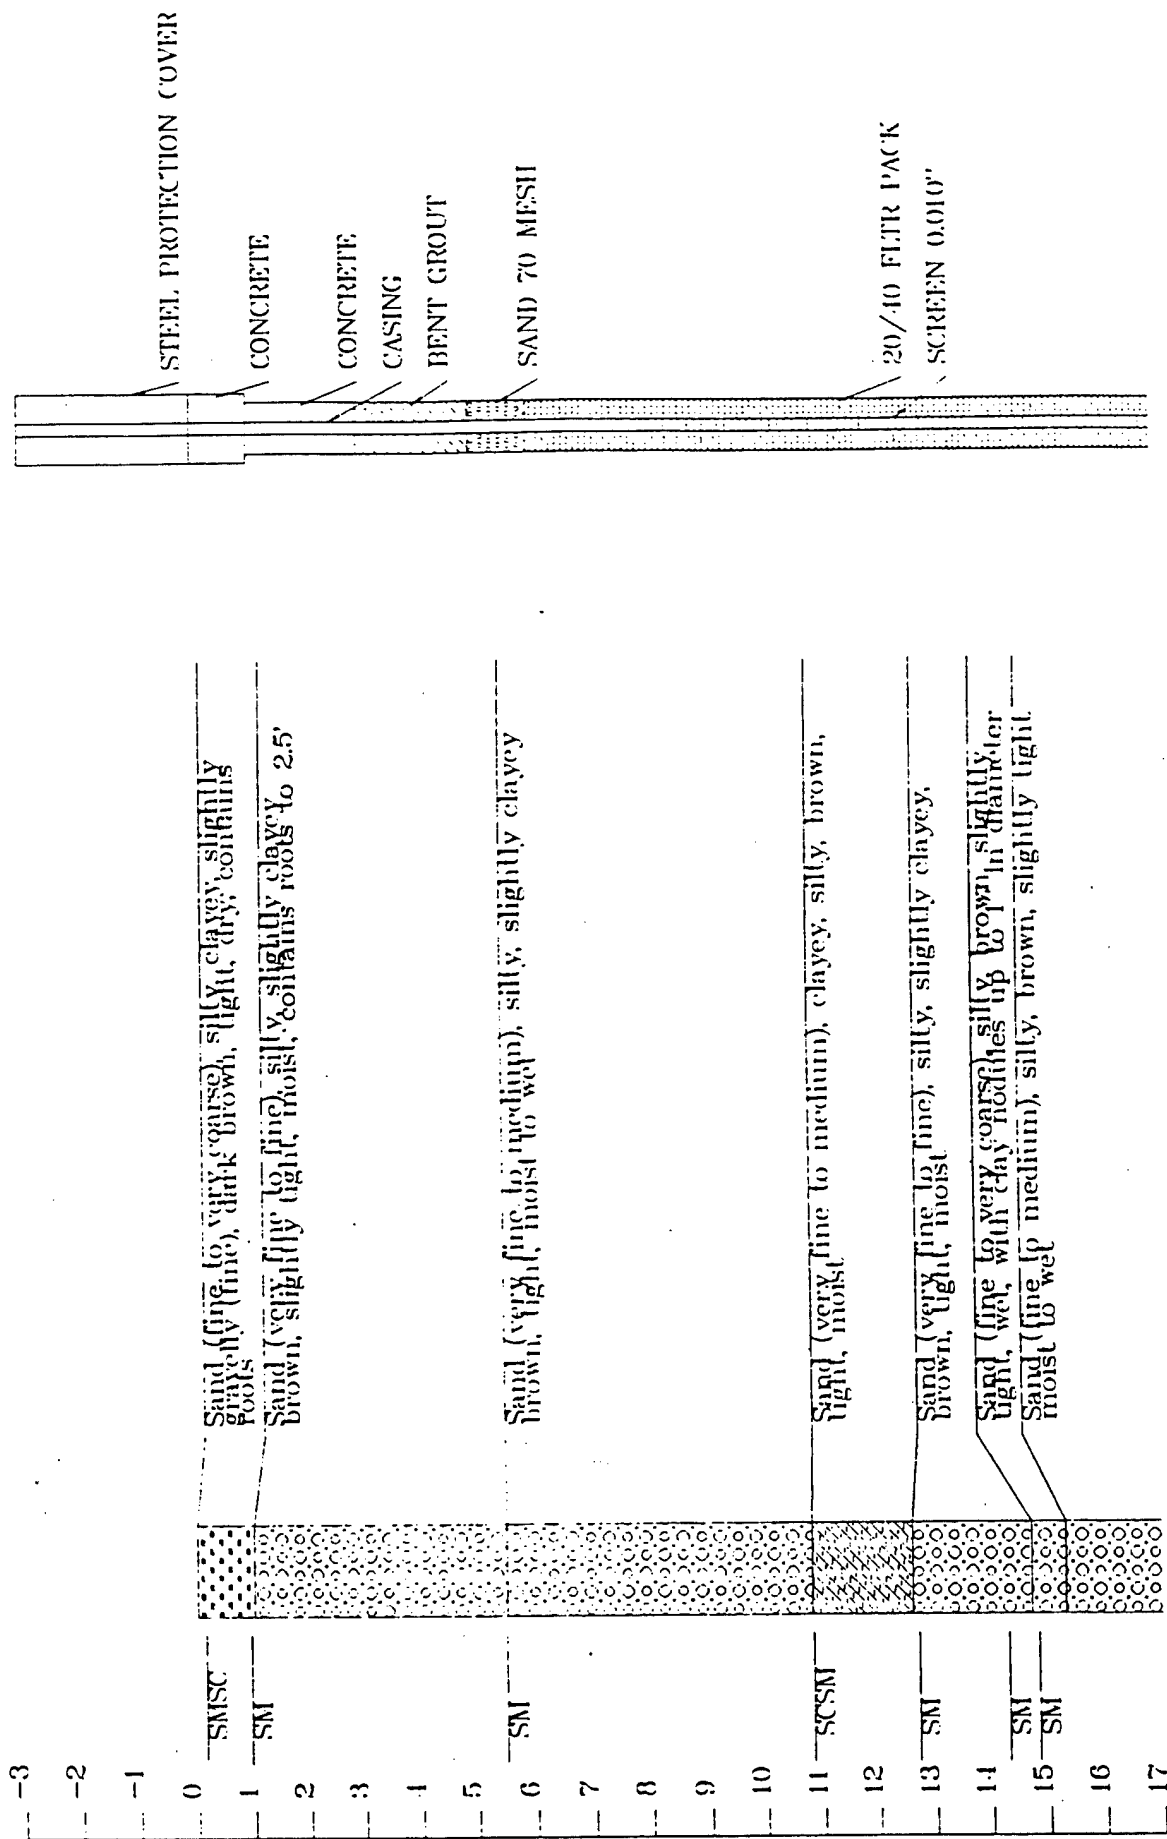 -3
-2
-1
0
1
2
3
4
5
6
7
8
9
10
11
12
13
14
15
16
17
SMSC
SM
SM
SCSM
SM
SM
SM
Sand (fine to very coarse), silty, clayey, slightly
gravelly (fine), dark brown, tight, dry, contains
roots
Sand (very fine to fine), silty, slightly clayey
brown, slightly tight, moist, contains roots to 2.5'
Sand (very fine to medium), silty, slightly clayey
brown, tight, moist to wet
Sand (very fine to medium), clayey, silty, brown,
tight, moist
Sand (very fine to fine), silty, slightly clayey,
brown, tight, moist
Sand (fine to very coarse), silty, brown, slightly
tight, wet, with clay nodules up to 1" in diameter
Sand (fine to medium), silty, brown, slightly tight
moist to wet
STEEL PROTECTION COVER
CONCRETE
CONCRETE
CASING
BENT GROUT
SAND 70 MESH
20/40 FLTR PACK
SCREEN 0.010"